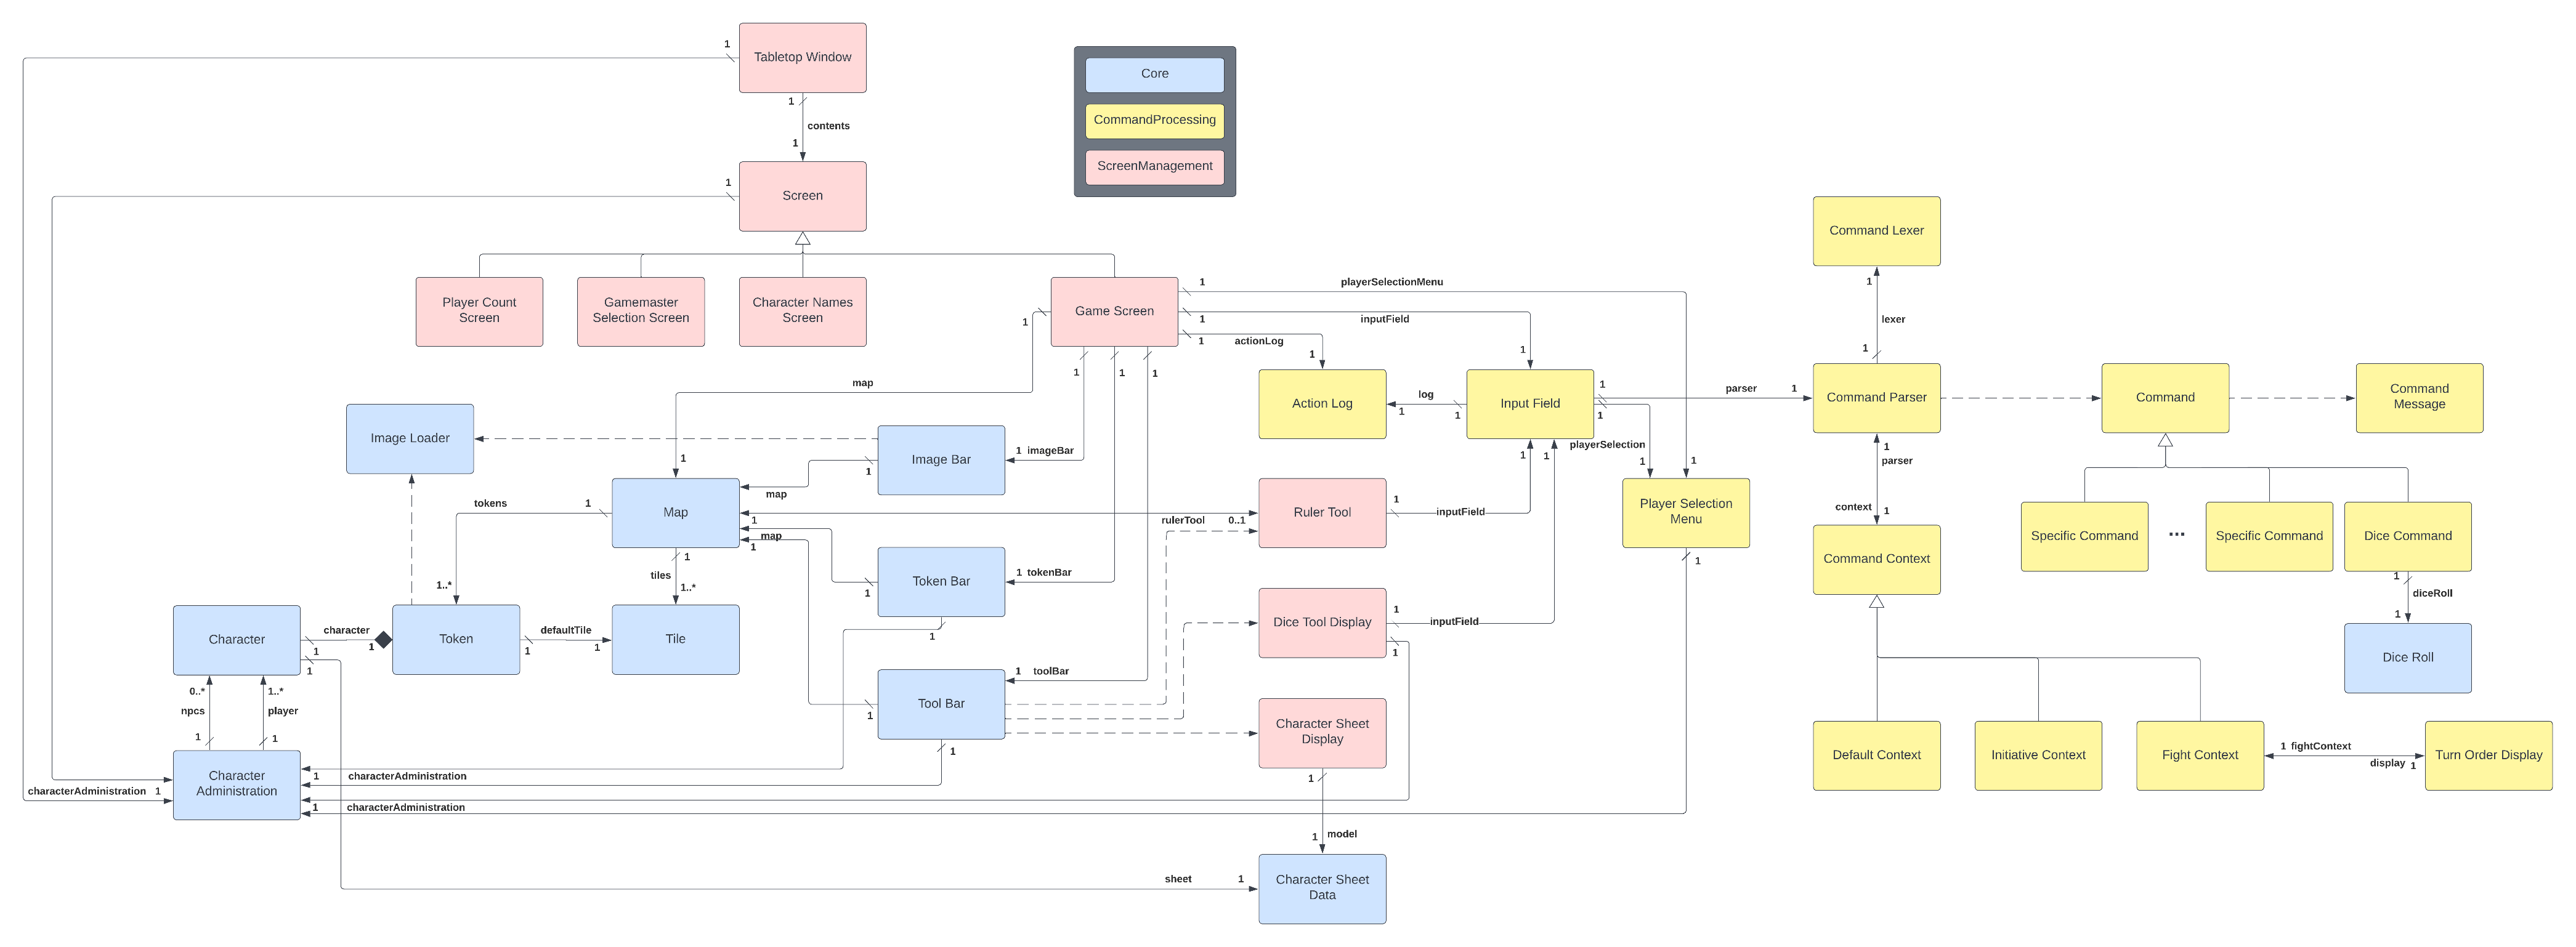 1
Tabletop Window
1
contents
1
1
Screen
Core
CommandProcessing
ScreenManagement
Player Count
Screen
Gamemaster
Selection Screen
Character Names
Screen
Game Screen
1
playerSelectionMenu
1
inputField
1
actionLog
1
1
1
1
1
1
map
Command Lexer
1
lexer
1
Image Loader
Image Bar
1
1 imageBar
map
1
Action Log
log
1
1
Input Field
1
1
parser
1
playerSelection
1
1
1
1
Command Parser
Command
Command
Message
1
parser
context
1
tokens
1
Map
1
map
1
1
tiles
1..*
1..*
Token Bar
1
1 tokenBar
1
rulerTool
0..1
Ruler Tool
1
inputField
Player Selection
Menu
1
Command Context
Specific Command
...
Specific Command
Dice Command
1
diceRoll
1
Dice Roll
Character
character
1
1
1
Token
1
defaultTile
1
Tile
Dice Tool Display
1
inputField
1
0..*
npcs
1
1..*
player
1
Tool Bar
1
1
toolBar
1
Character Sheet
Display
1
Default Context
Initiative Context
Fight Context
1 fightContext
display
1
Turn Order Display
Character
Administration
characterAdministration
1
1
characterAdministration
1
characterAdministration
1
model
sheet
1
Character Sheet
Data